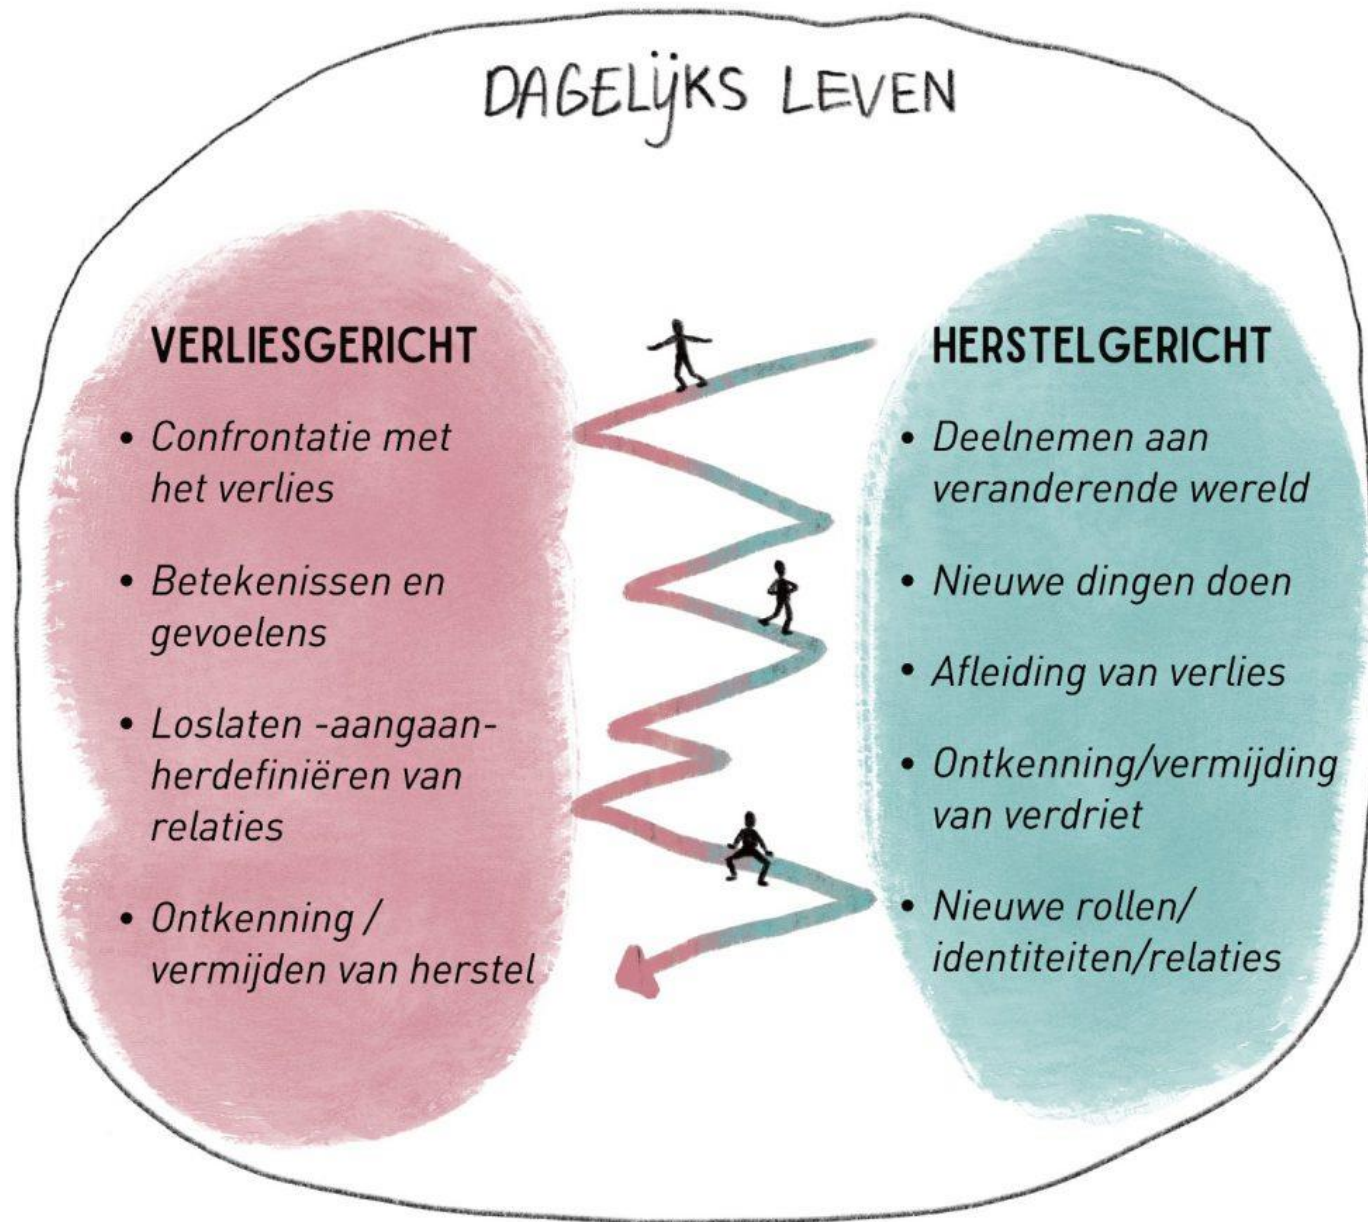 DAGELIJKS LEVEN
VERLIESGERICHT
• Confrontatie met
het verlies
• Betekenissen en
gevoelens
• Loslaten -aangaan-
herdefiniëren van
relaties
• Ontkenning /
vermijden van herstel
HERSTELGERICHT
• Deelnemen aan
veranderende wereld
• Nieuwe dingen doen
• Afleiding van verlies
• Ontkenning/vermijding
van verdriet
• Nieuwe rollen/
identiteiten/relaties